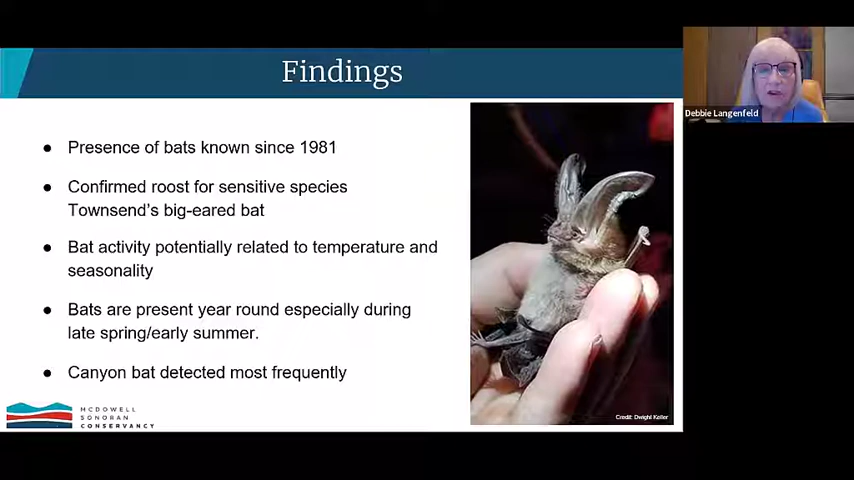 Findings
Debbie Langenfeld
● Presence of bats known since 1981
● Confirmed roost for sensitive species
Townsend's big-eared bat
● Bat activity potentially related to temperature and
seasonality
● Bats are present year round especially during
late spring/early summer.
● Canyon bat detected most frequently
MCDOWELL
SONORAN
CONSERVANCY
Credit: Dwight Keller